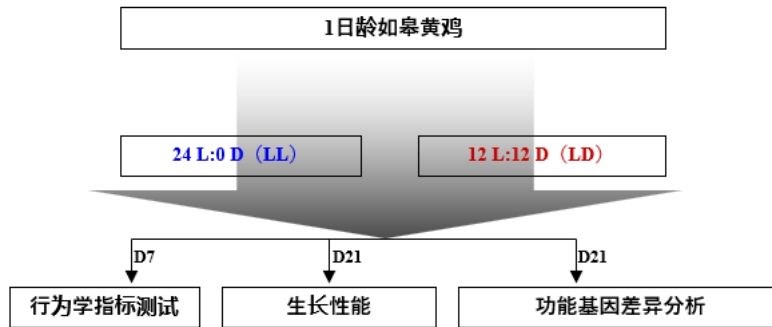 1日龄如皋黄鸡
24 L:0 D（LL）
12 L:12 D（LD）
D7
D21
D21
行为学指标测试
生长性能
功能基因差异分析